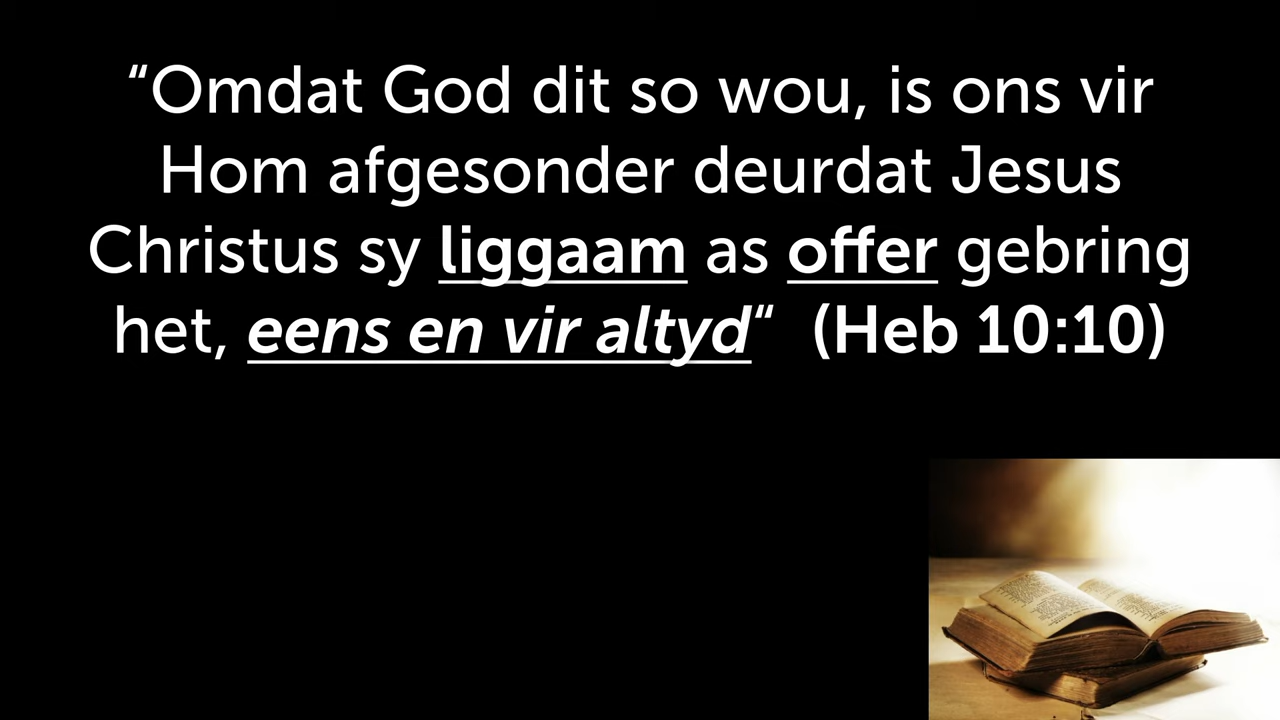 “Omdat God dit so wou, is ons vir
Hom afgesonder deurdat Jesus
Christus sy liggaam as offer gebring
het, eens en vir altyd“ (Heb 10:10)